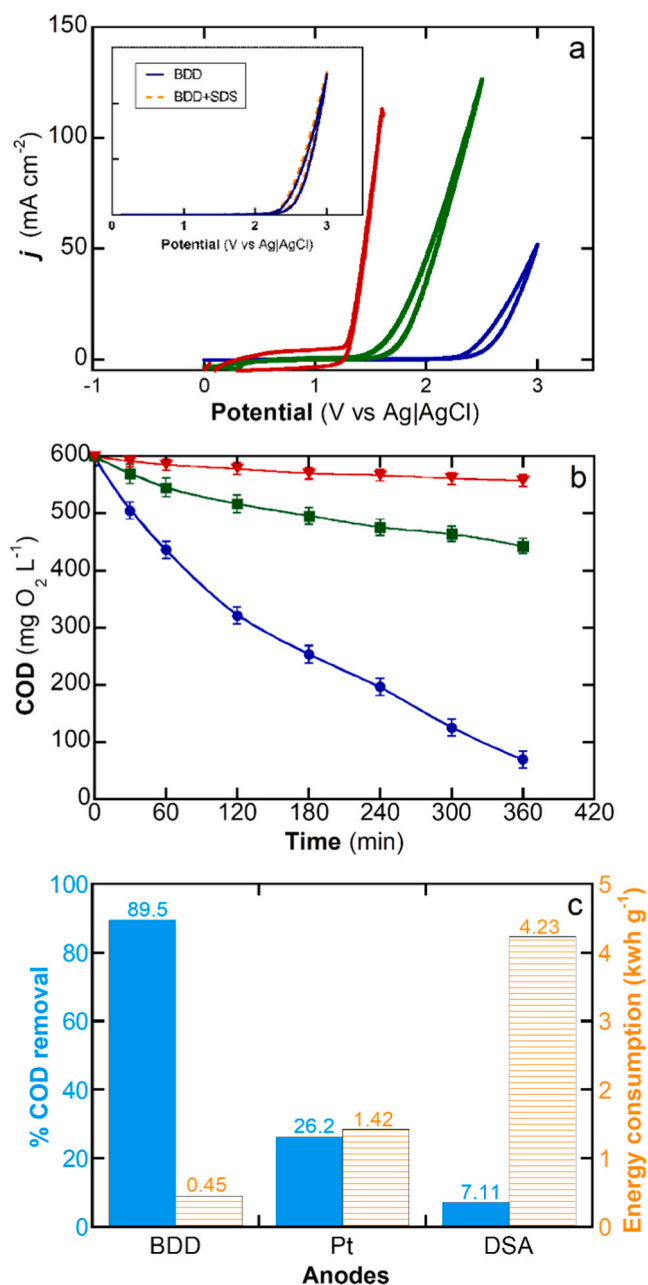 a
150
100
50
0
j (mA cm-2)
-1 0 1 2 3
Potential (V vs Ag|AgCl)
BDD
BDD+SDS
0 1 2 3
Potential (V vs Ag|AgCl)
b
600
500
400
300
200
100
0
COD (mg O2 L-1)
0 60 120 180 240 300 360 420
Time (min)
c
100
80
60
40
20
0
% COD removal
5
4
3
2
1
0
Energy consumption (kwh g-1)
89.5
0.45
26.2
1.42
7.11
4.23
BDD Pt DSA
Anodes